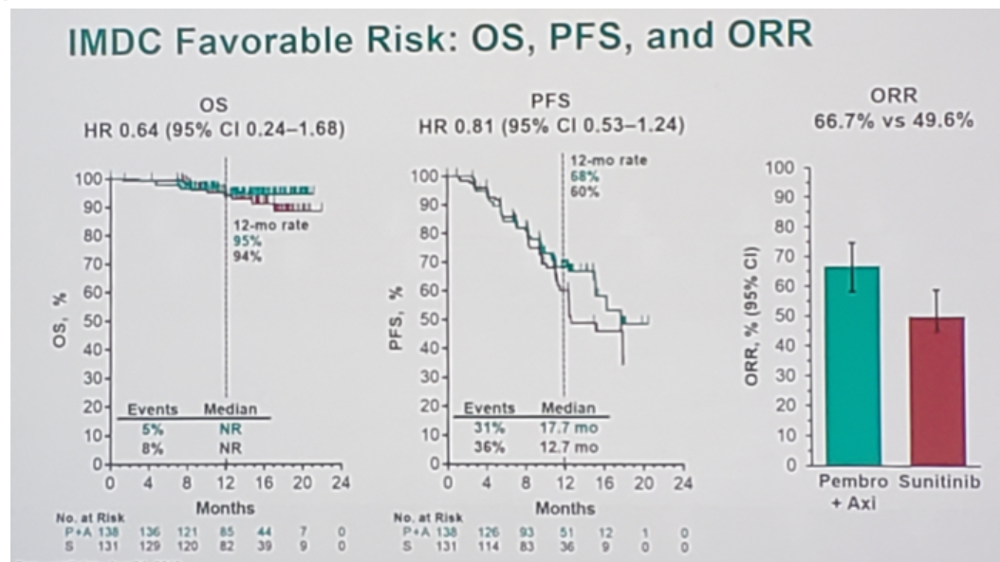 IMDC Favorable Risk: OS, PFS, and ORR
OS
HR 0.64 (95% CI 0.24–1.68)
100
90
80
70
60
50
40
30
20
10
0
OS, %
12-mo rate
95%
94%
Events Median
5% NR
8% NR
0 4 8 12 16 20 24
Months
No. at Risk
P+A 138 136 121 85 44 7 0
S 131 129 120 82 39 9 0
PFS
HR 0.81 (95% CI 0.53–1.24)
12-mo rate
68%
60%
100
90
80
70
60
50
40
30
20
10
0
PFS, %
Events Median
31% 17.7 mo
36% 12.7 mo
0 4 8 12 16 20 24
Months
No. at Risk
P+A 138 126 93 51 12 1 0
S 131 114 83 36 9 0 0
ORR
66.7% vs 49.6%
100
90
80
70
60
50
40
30
20
10
0
ORR, % (95% CI)
Pembro Sunitinib
+ Axi